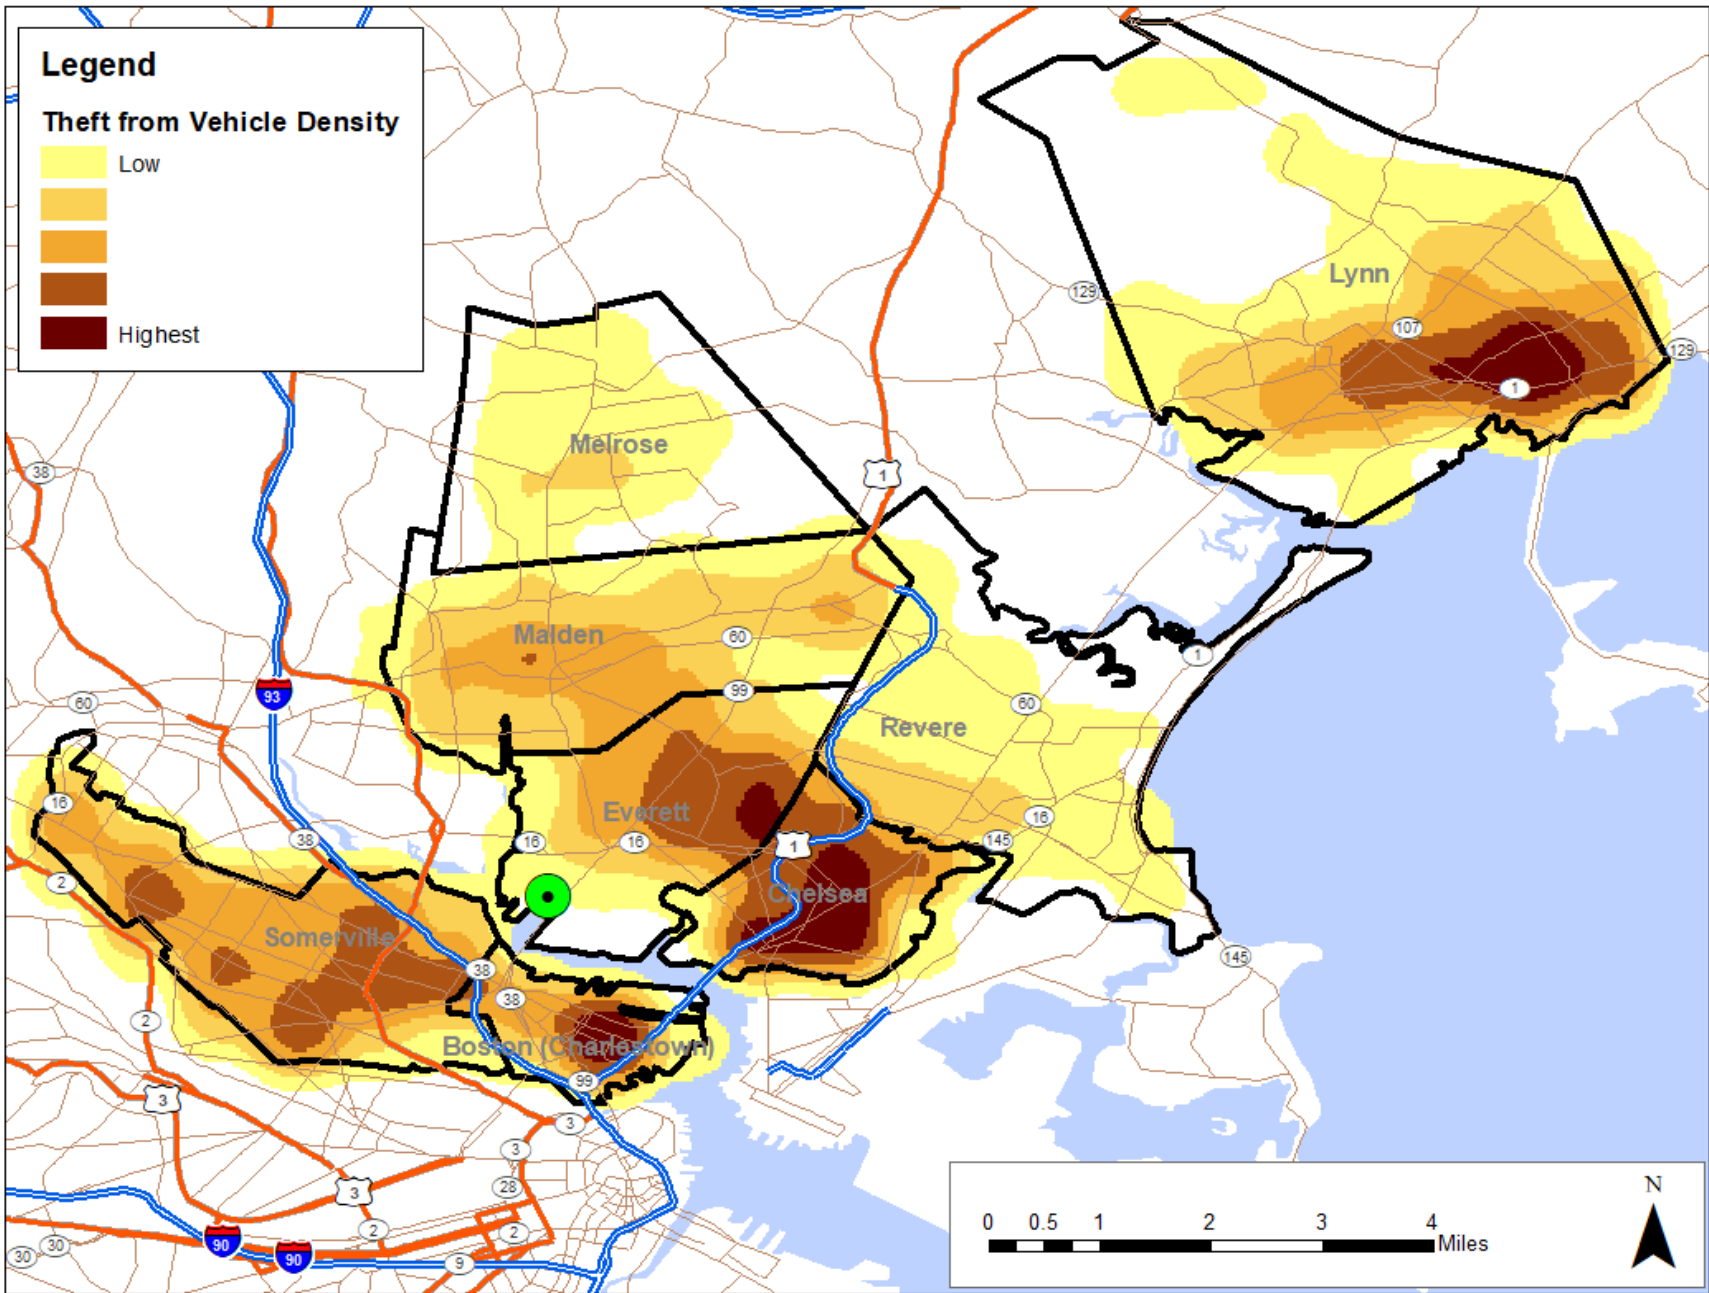 Legend
Theft from Vehicle Density
Low
Highest
129
Lynn
107
129
1
Melrose
38
1
Malden
60
99
1
93
60
60
Revere
16
Everett
16
16
38
16
1
145
2
Chelsea
Somerville
38
38
145
2
Boston (Charlestown)
99
3
3
3
28
3
2
2
90
90
30
30
9
0 0.5 1 2 3 4
Miles
N